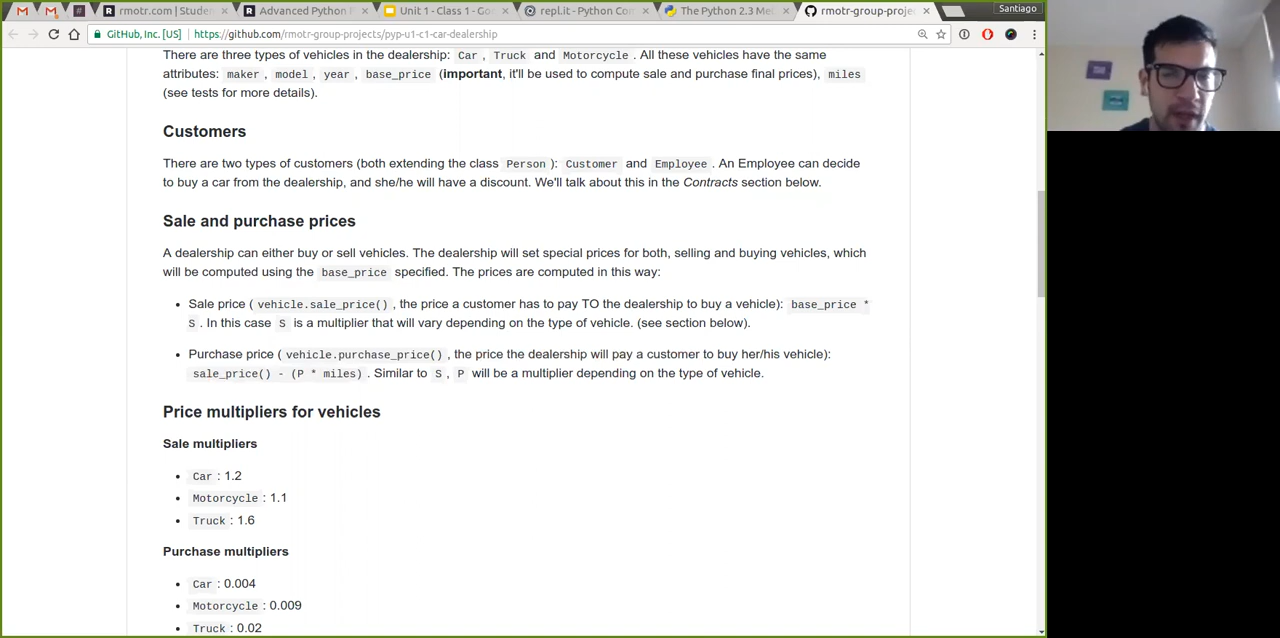 rmotr.com | Studen
Advanced Python P
Unit 1 - Class 1 - Goo
repl.it - Python Con
The Python 2.3 Met
rmotr-group-proje
Santiago
GitHub, Inc. [US] https://github.com/rmotr-group-projects/pyp-u1-c1-car-dealership
There are three types of vehicles in the dealership: Car , Truck and Motorcycle . All these vehicles have the same
attributes: maker , model , year , base_price (important, it'll be used to compute sale and purchase final prices), miles
(see tests for more details).
Customers
There are two types of customers (both extending the class Person ): Customer and Employee . An Employee can decide
to buy a car from the dealership, and she/he will have a discount. We'll talk about this in the Contracts section below.
Sale and purchase prices
A dealership can either buy or sell vehicles. The dealership will set special prices for both, selling and buying vehicles, which
will be computed using the base_price specified. The prices are computed in this way:
• Sale price ( vehicle.sale_price() , the price a customer has to pay TO the dealership to buy a vehicle): base_price *
S . In this case S is a multiplier that will vary depending on the type of vehicle. (see section below).
• Purchase price ( vehicle.purchase_price() , the price the dealership will pay a customer to buy her/his vehicle):
sale_price() - (P * miles) . Similar to S , P will be a multiplier depending on the type of vehicle.
Price multipliers for vehicles
Sale multipliers
• Car : 1.2
• Motorcycle : 1.1
• Truck : 1.6
Purchase multipliers
• Car : 0.004
• Motorcycle : 0.009
• Truck : 0.02